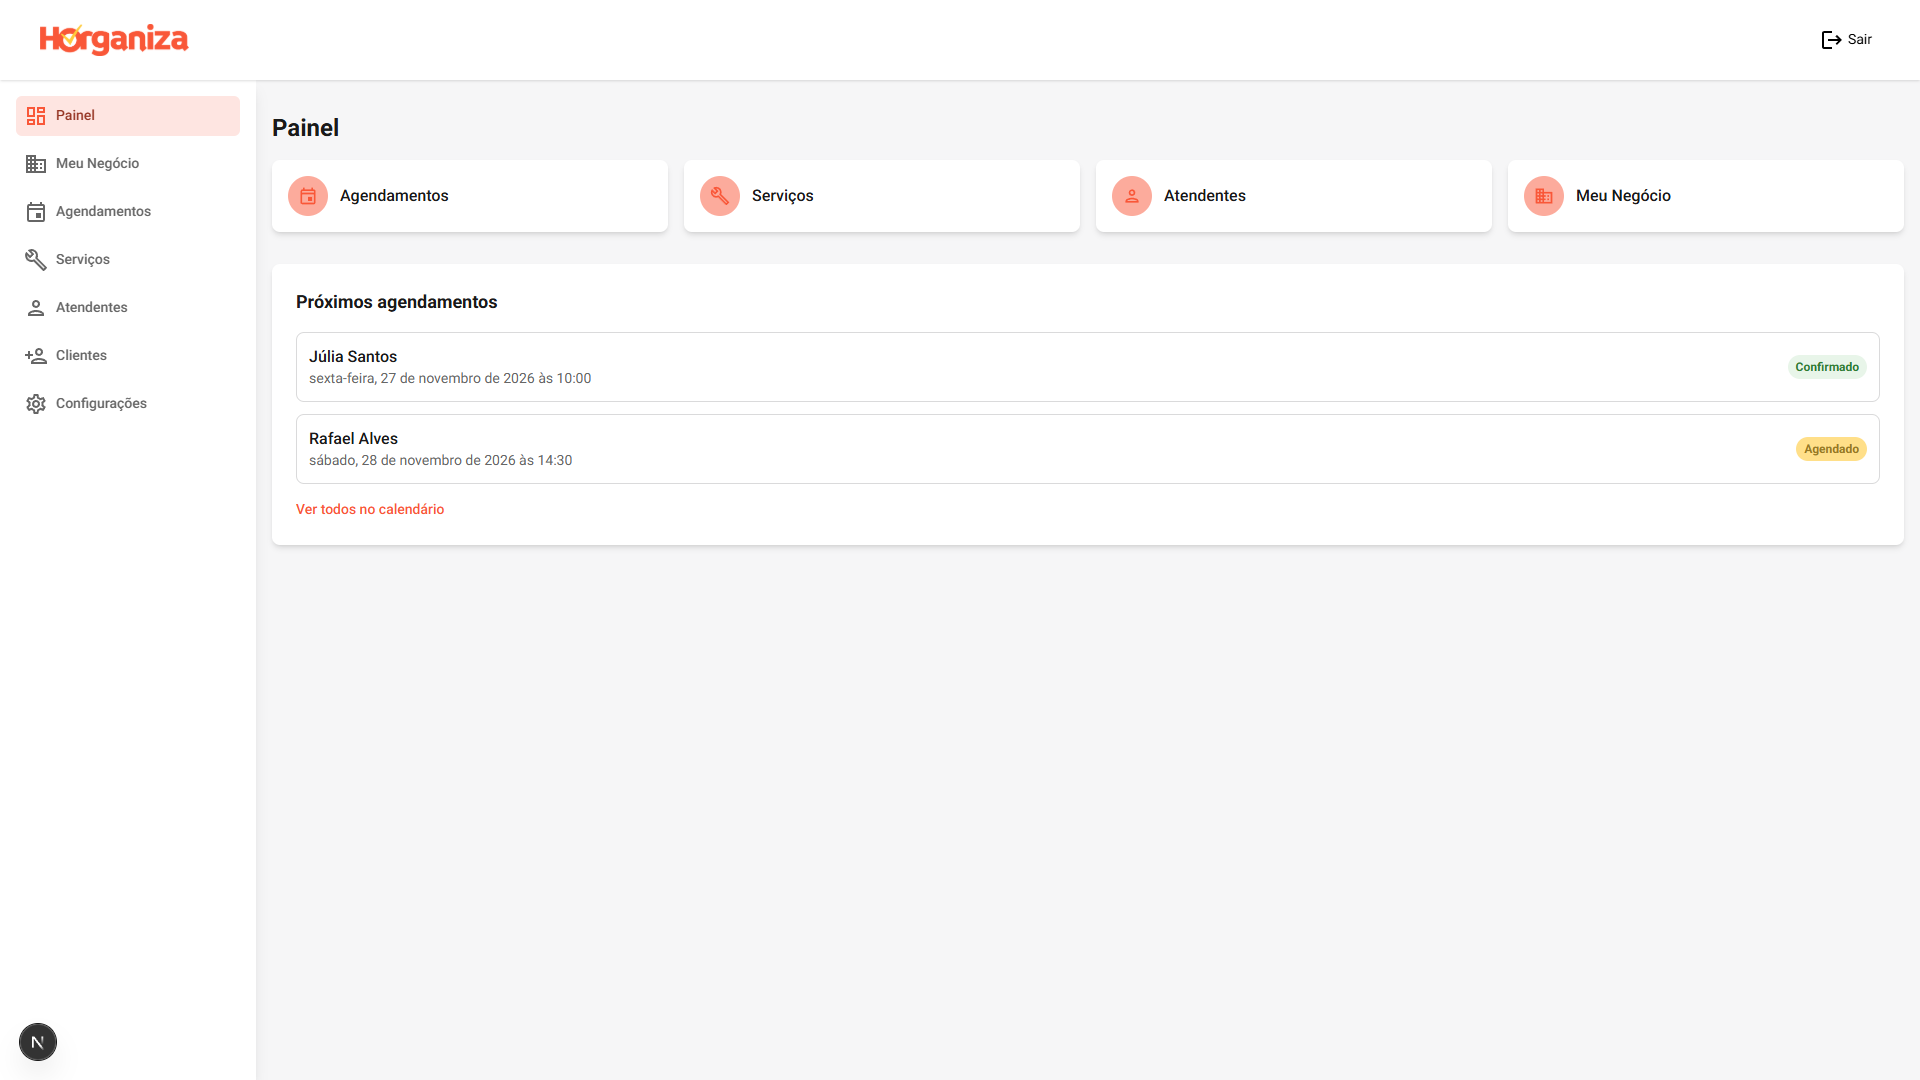 Horganiza
Sair
Painel
Meu Negócio
Agendamentos
Serviços
Atendentes
Clientes
Configurações
Painel
Agendamentos
Serviços
Atendentes
Meu Negócio
Próximos agendamentos
Júlia Santos
sexta-feira, 27 de novembro de 2026 às 10:00
Confirmado
Rafael Alves
sábado, 28 de novembro de 2026 às 14:30
Agendado
Ver todos no calendário
N